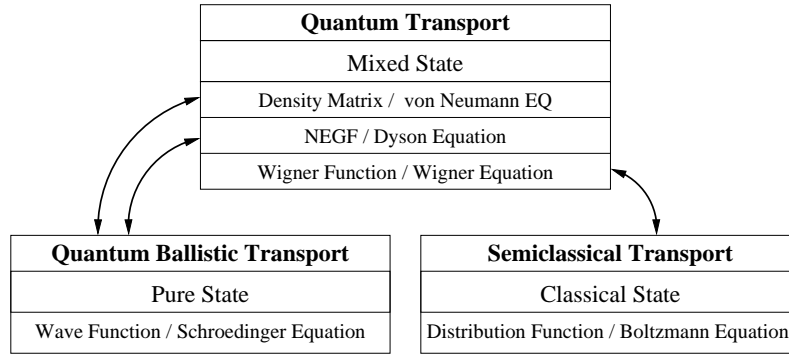 Quantum Transport
Mixed State
Density Matrix / von Neumann EQ
NEGF / Dyson Equation
Wigner Function / Wigner Equation
Quantum Ballistic Transport
Pure State
Wave Function / Schroedinger Equation
Semiclassical Transport
Classical State
Distribution Function / Boltzmann Equation